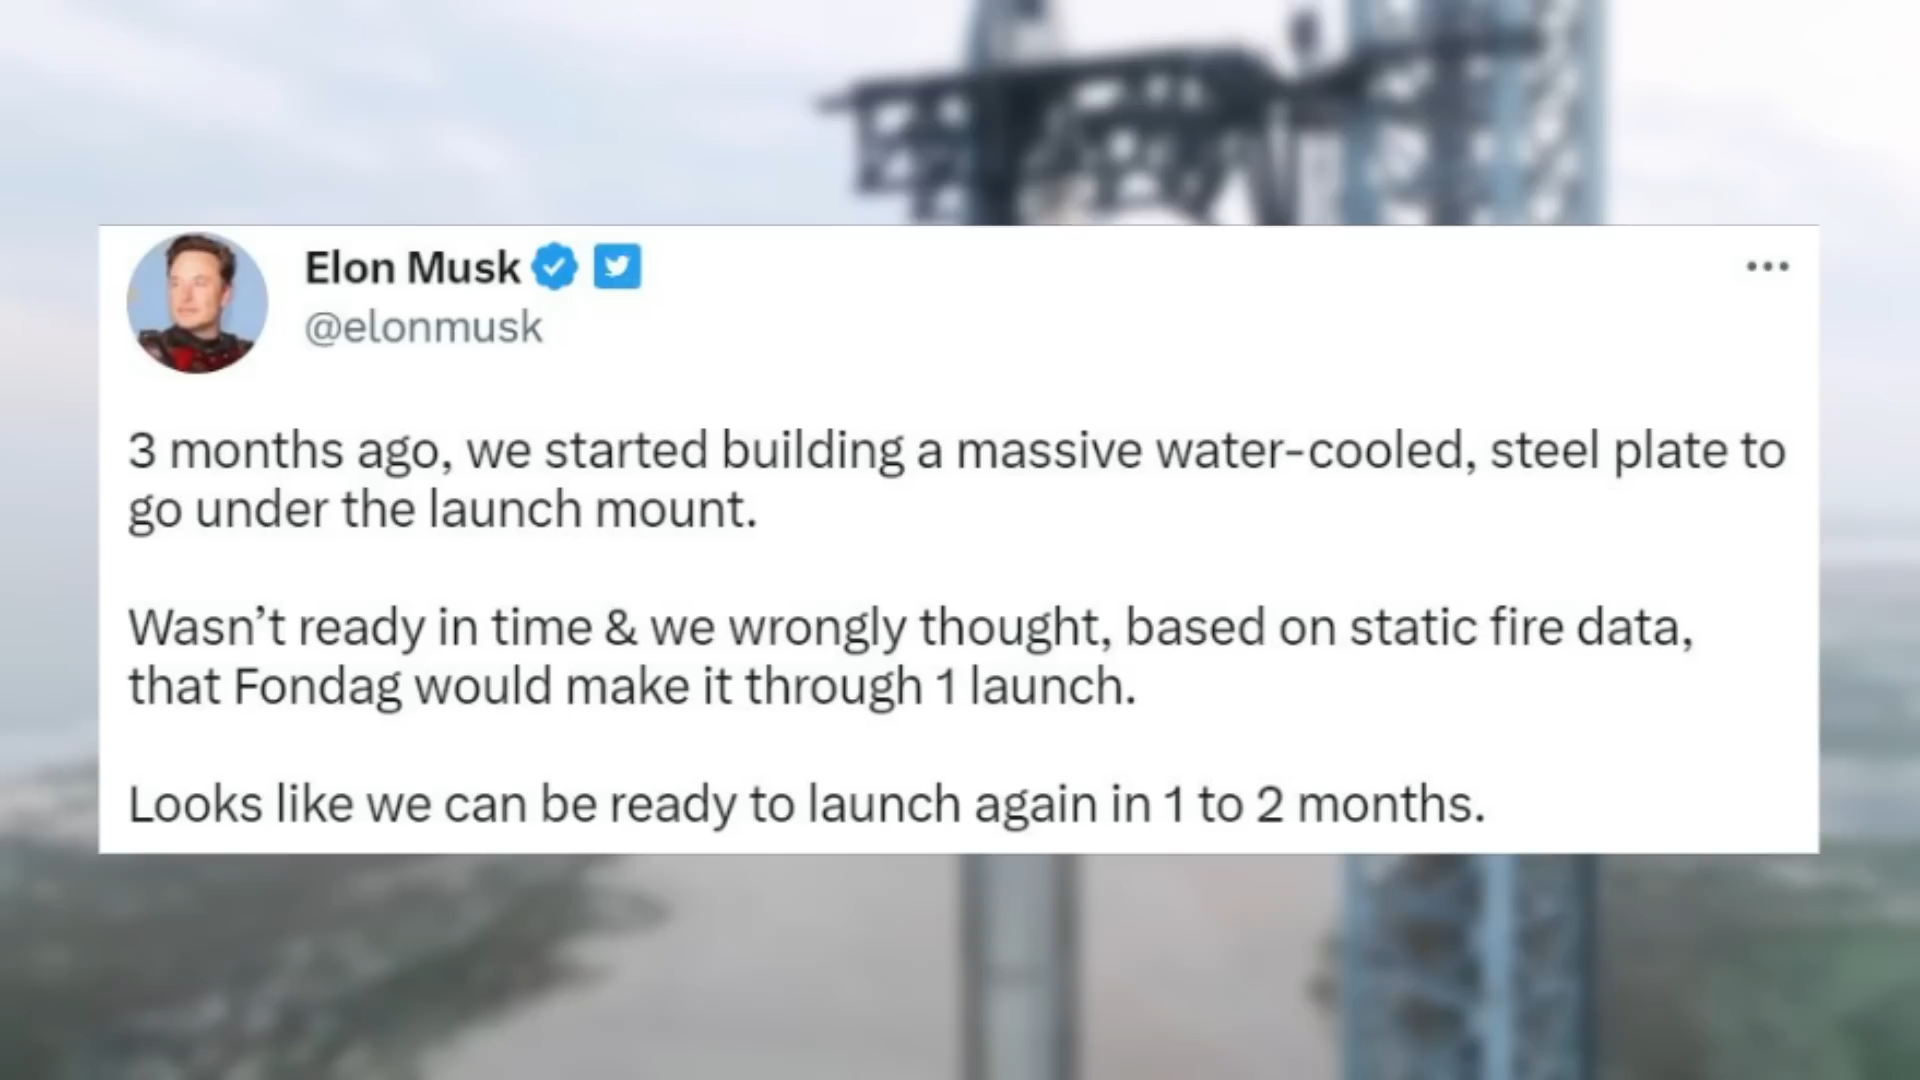 Elon Musk
@elonmusk
3 months ago, we started building a massive water-cooled, steel plate to
go under the launch mount.
Wasn’t ready in time & we wrongly thought, based on static fire data,
that Fondag would make it through 1 launch.
Looks like we can be ready to launch again in 1 to 2 months.